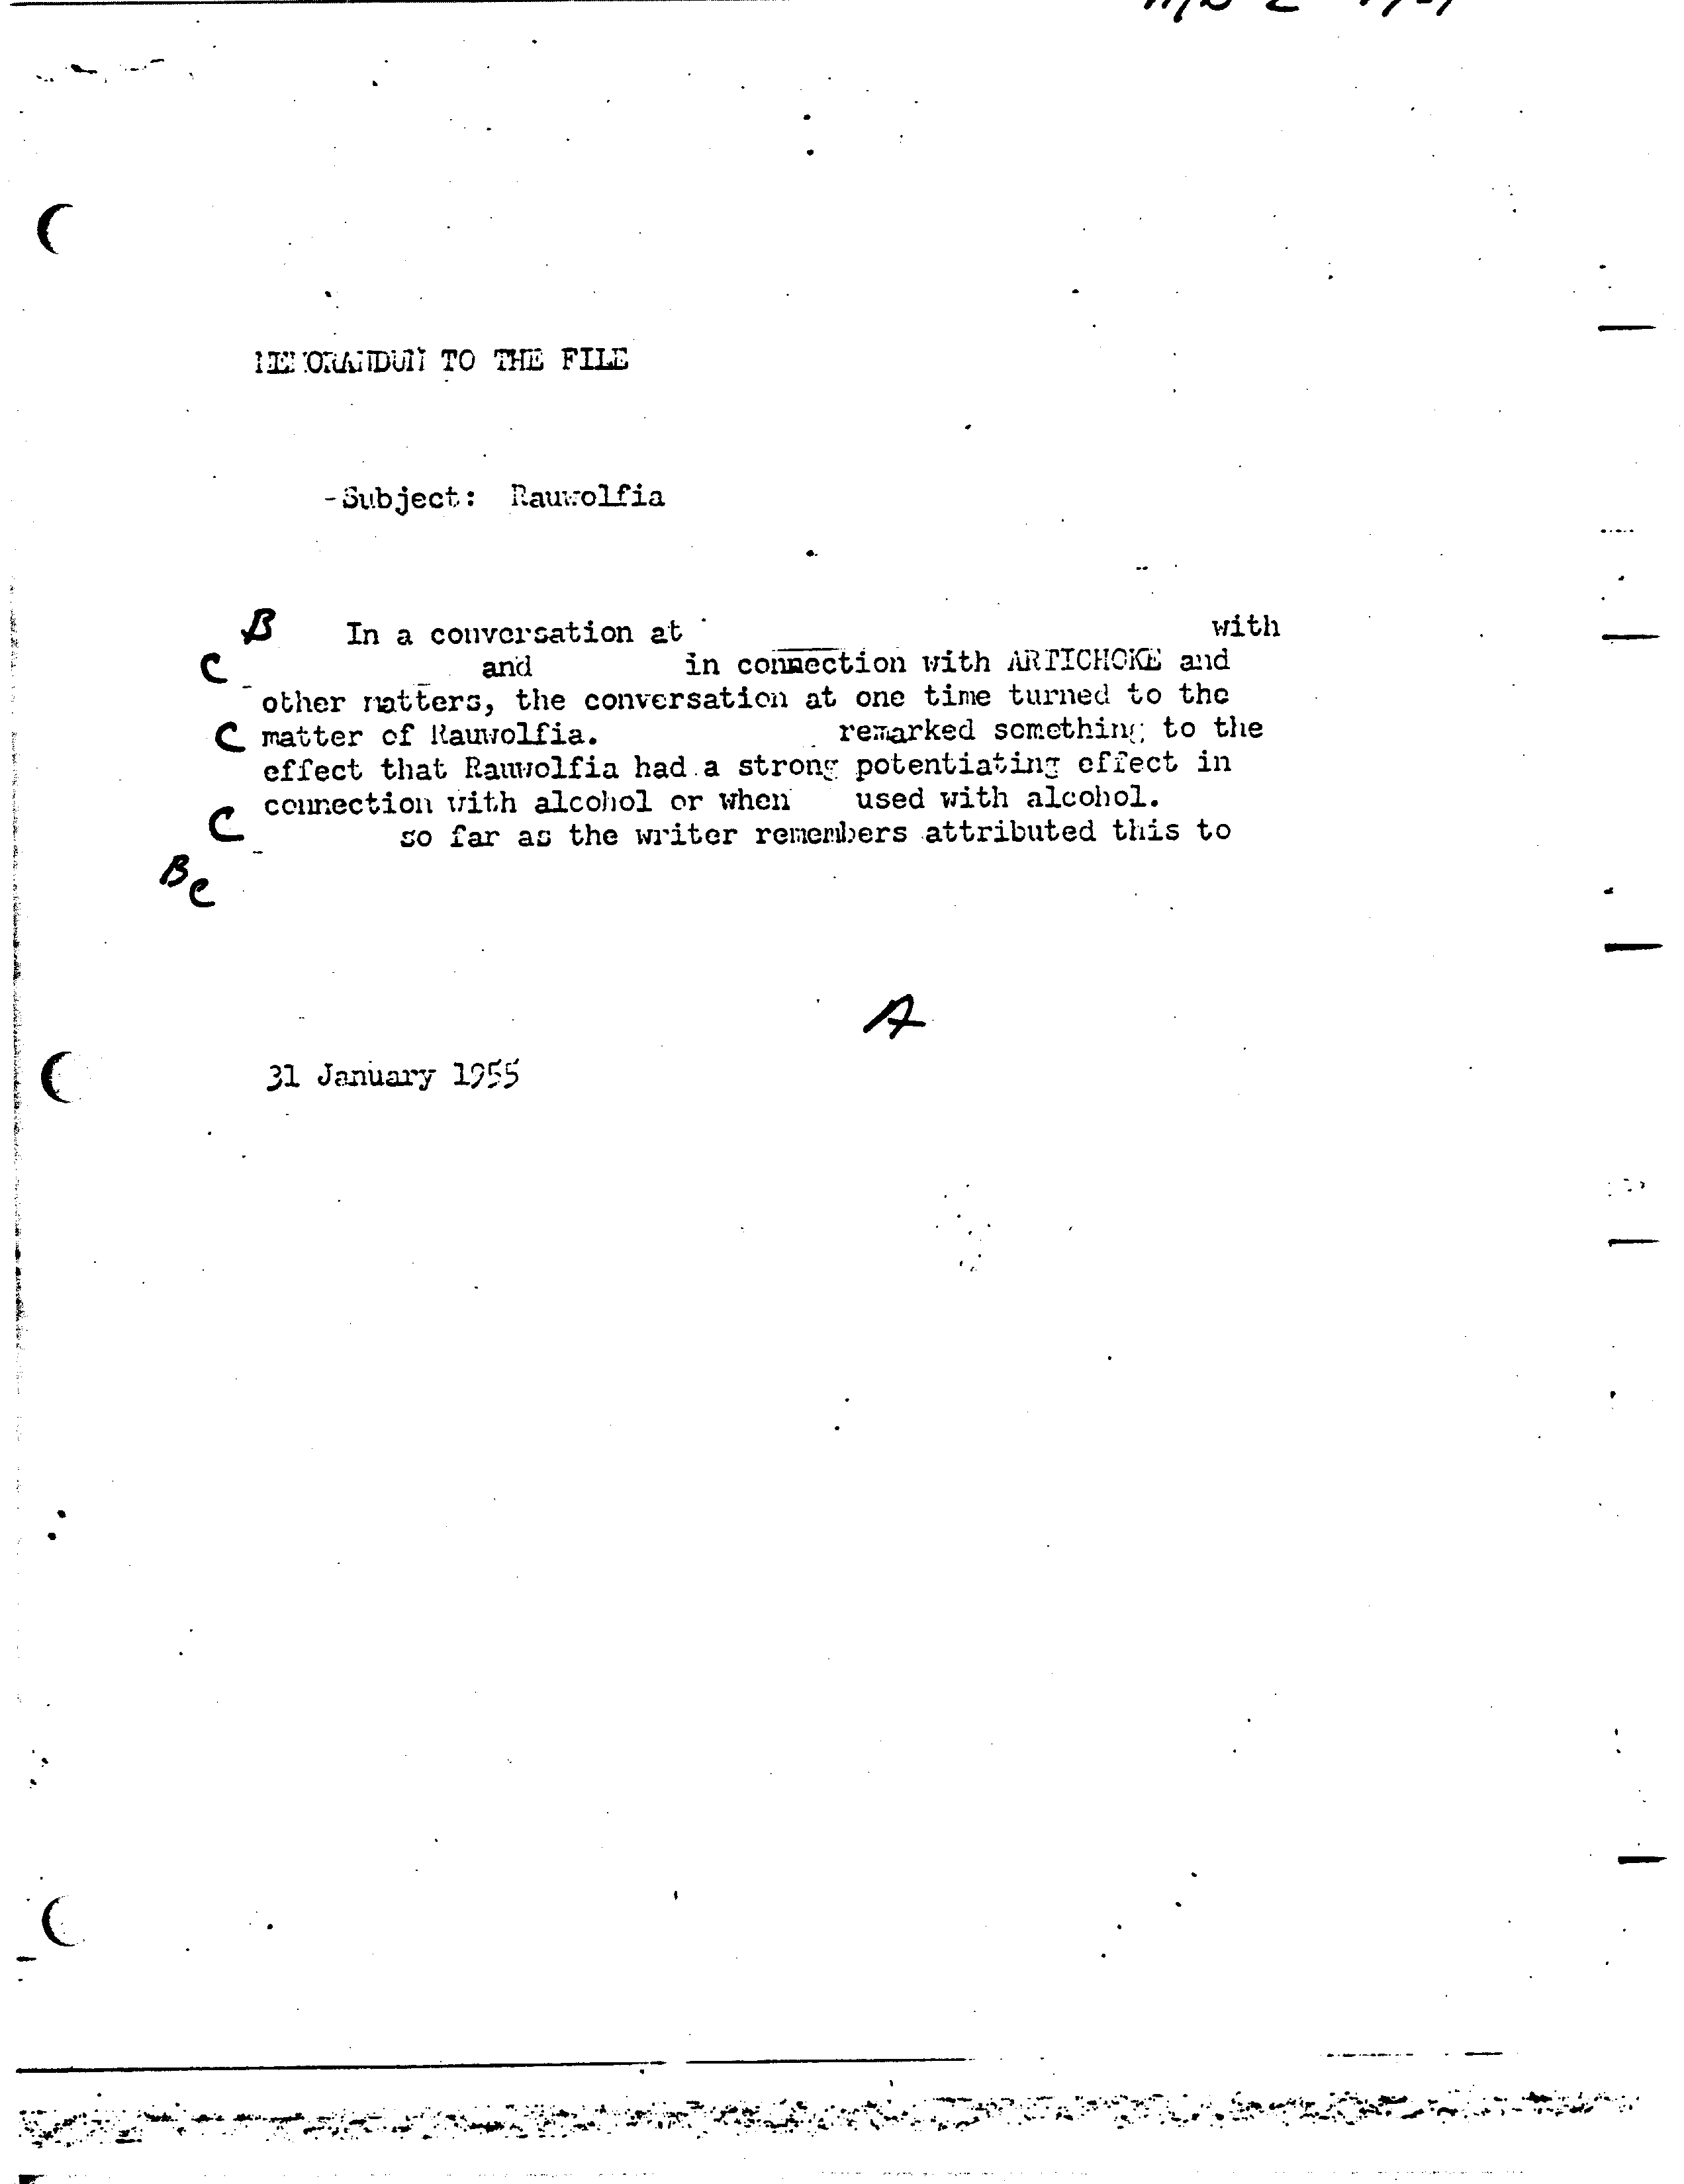 MEMORANDUM TO THE FILE
-Subject: Rauwolfia
B In a conversation at with
C and in connection with ARTICHOKE and
other matters, the conversation at one time turned to the
C matter of Rauwolfia. remarked something to the
effect that Rauwolfia had a strong potentiating effect in
connection with alcohol or when used with alcohol.
C so far as the writer remembers attributed this to
B C
A
31 January 1955